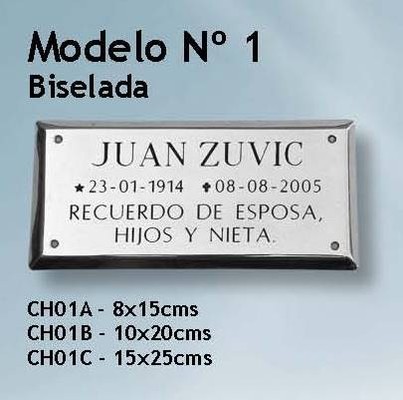 Modelo Nº 1
Biselada
JUAN ZUVIC
★23-01-1914 ✟08-08-2005
RECUERDO DE ESPOSA,
HIJOS Y NIETA.
CH01A - 8x15cms
CH01B - 10x20cms
CH01C - 15x25cms